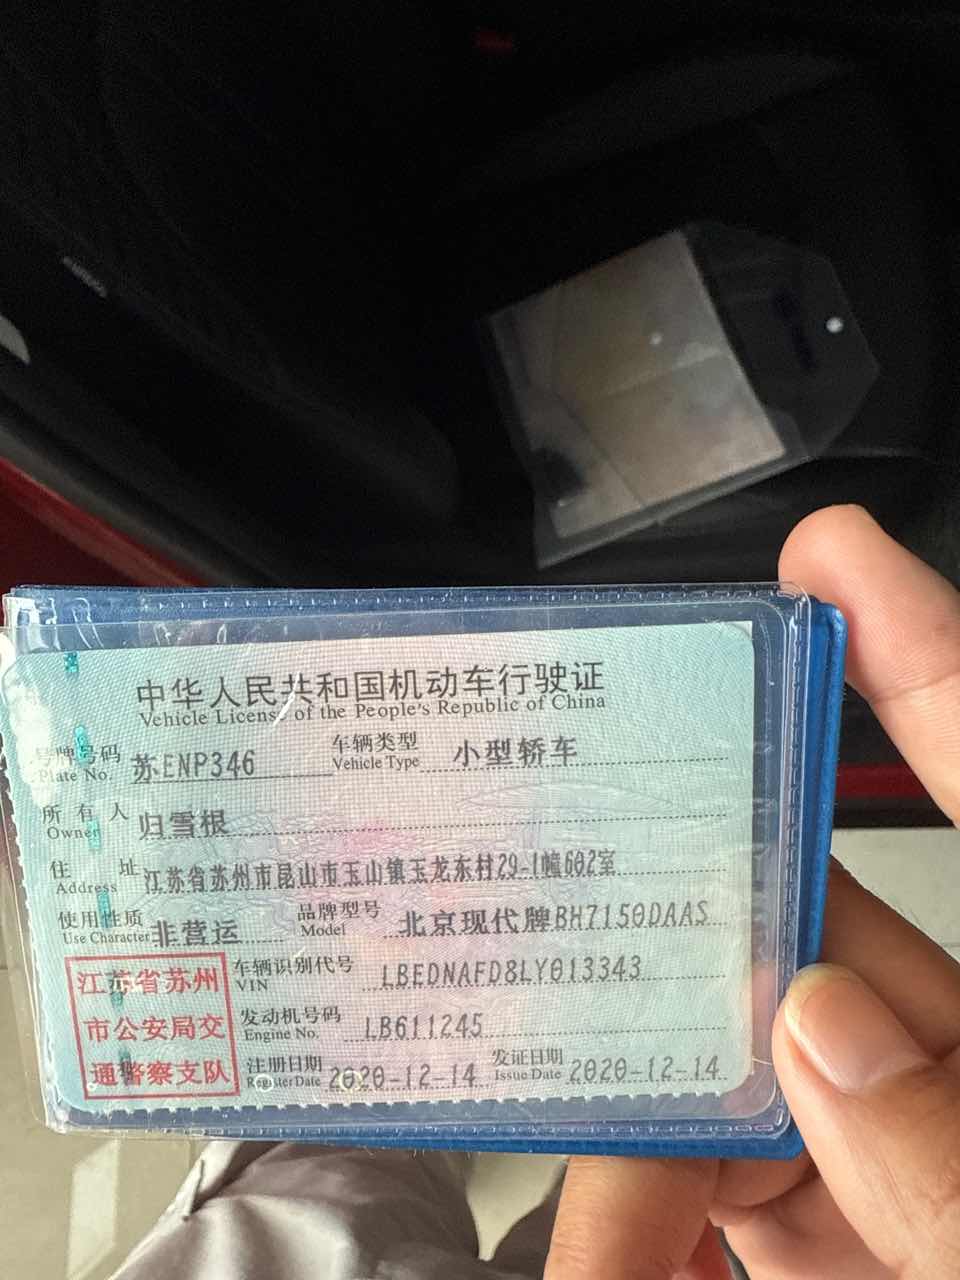 中华人民共和国机动车行驶证
Vehicle License of the People's Republic of China
号牌号码 苏ENP346 车辆类型 小型轿车
Plate No. Vehicle Type
所有人 归雪根
Owner
住址 江苏省苏州市昆山市玉山镇玉龙东村29-1幢602室
Address
使用性质 非营运 品牌型号 北京现代牌BH7150DAAS
Use Character Model
江苏省苏州 车辆识别代号 LBEDNAFD8LY013343
VIN
市公安局交 发动机号码 LB611245
Engine No.
通警察支队 注册日期 2020-12-14 发证日期 2020-12-14
Register Date Issue Date